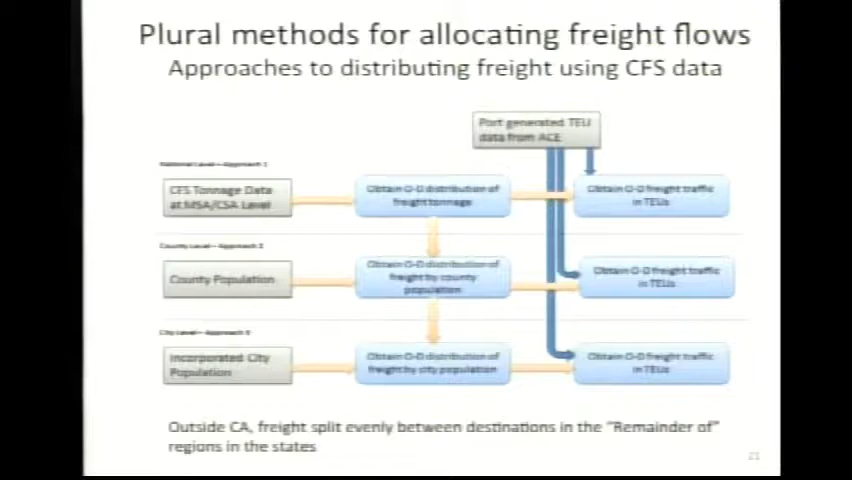 Plural methods for allocating freight flows
Approaches to distributing freight using CFS data
Port generated TEU
data from ACE
National Level – Approach 1
CFS Tonnage Data
at MSA/CSA Level
Obtain O-D distribution of
freight tonnage
Obtain O-D freight traffic
in TEUs
County Level – Approach 2
County Population
Obtain O-D distribution of
freight by county
population
Obtain O-D freight traffic
in TEUs
City Level – Approach 3
Incorporated City
Population
Obtain O-D distribution of
freight by city population
Obtain O-D freight traffic
in TEUs
Outside CA, freight split evenly between destinations in the "Remainder of"
regions in the states
21